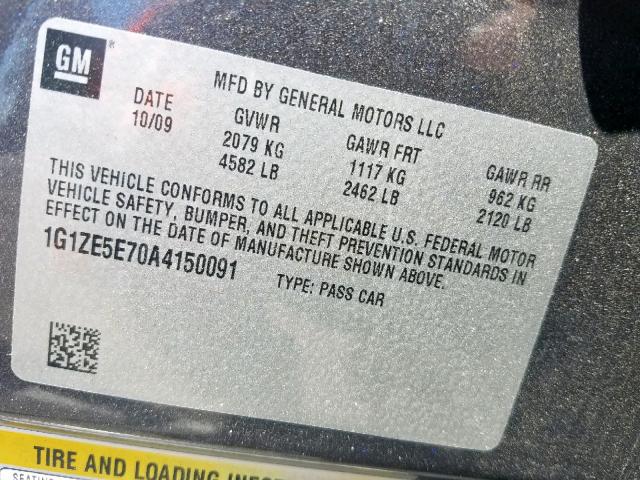 GM
MFD BY GENERAL MOTORS LLC
DATE GVWR GAWR FRT GAWR RR
10/09 2079 KG 1117 KG 962 KG
4582 LB 2462 LB 2120 LB
THIS VEHICLE CONFORMS TO ALL APPLICABLE U.S. FEDERAL MOTOR
VEHICLE SAFETY, BUMPER, AND THEFT PREVENTION STANDARDS IN
EFFECT ON THE DATE OF MANUFACTURE SHOWN ABOVE.
1G1ZE5E70A4150091 TYPE: PASS CAR
TIRE AND LOADING